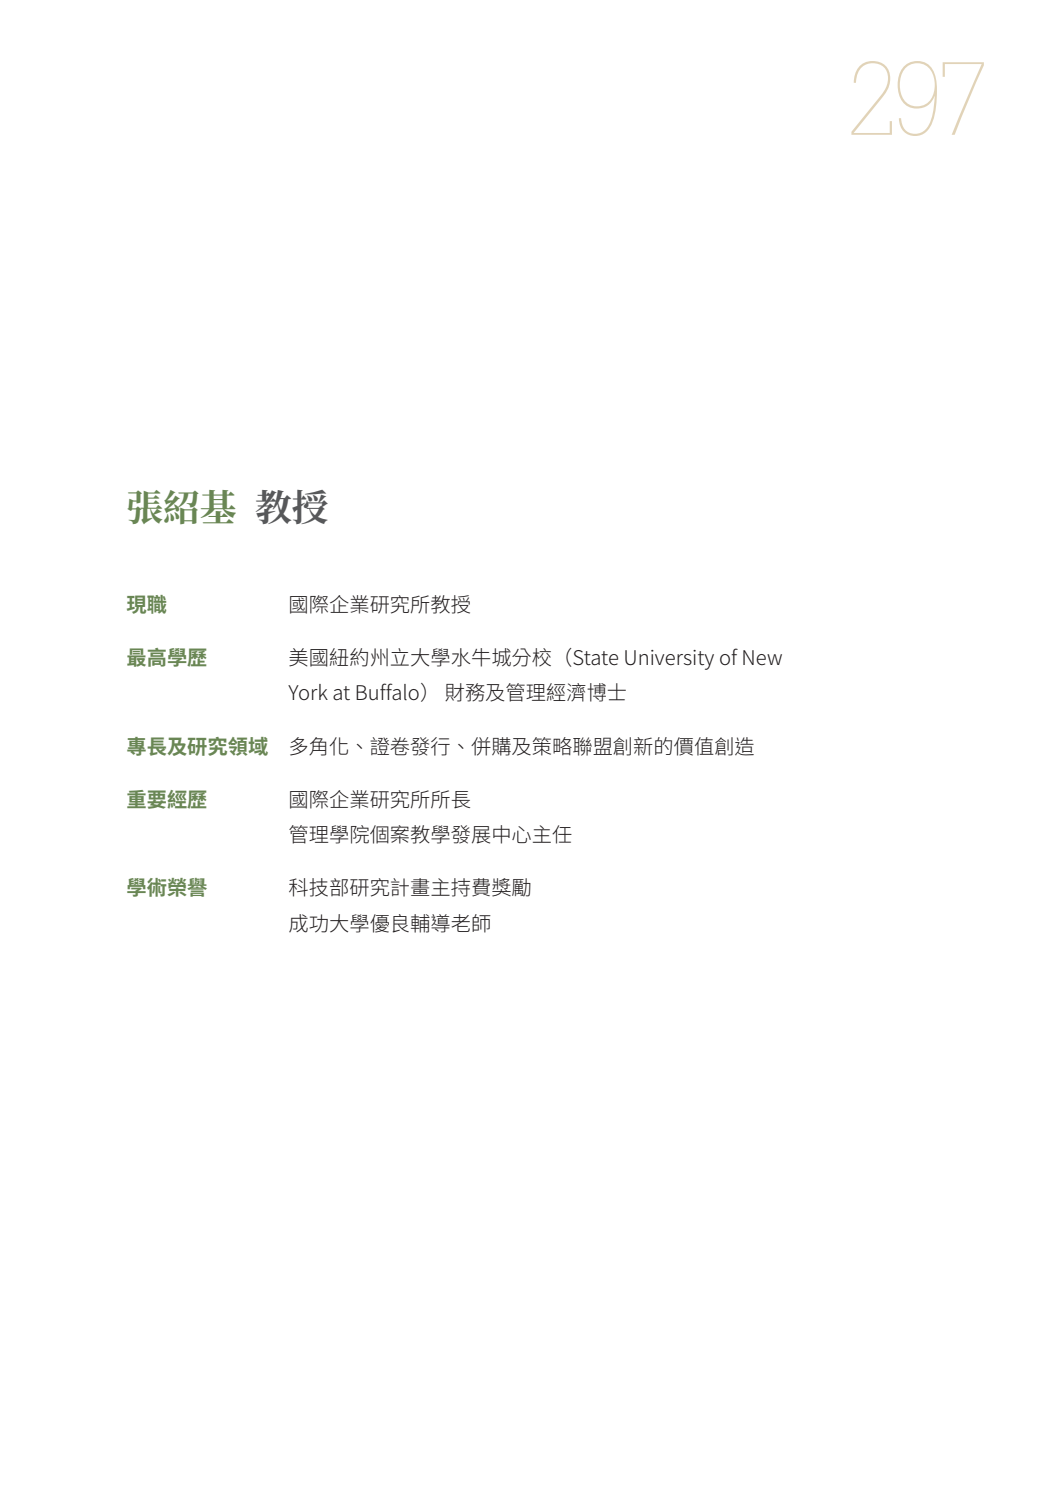 297
張紹基 教授
現職 國際企業研究所教授
最高學歷 美國紐約州立大學水牛城分校（State University of New
York at Buffalo） 財務及管理經濟博士
專長及研究領域 多角化、證卷發行、併購及策略聯盟創新的價值創造
重要經歷 國際企業研究所所長
管理學院個案教學發展中心主任
學術榮譽 科技部研究計畫主持費獎勵
成功大學優良輔導老師